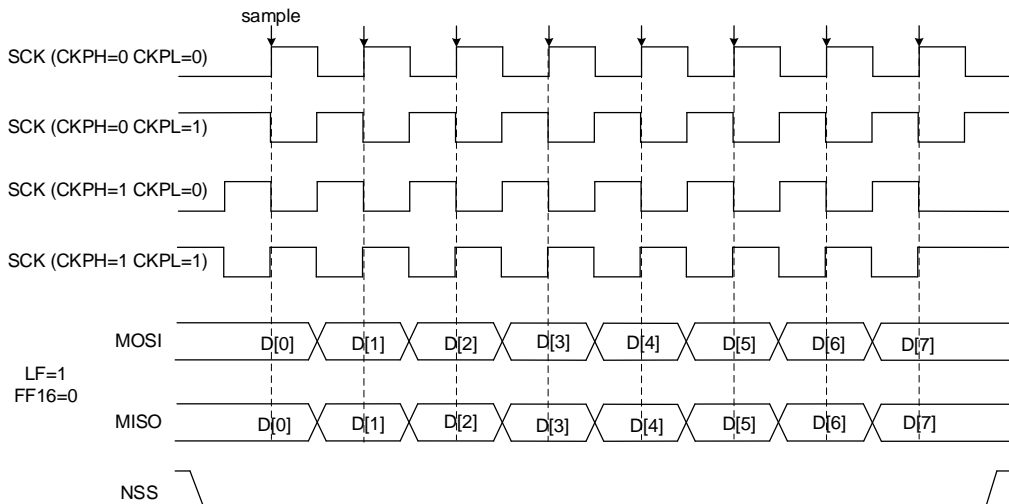 sample
SCK (CKPH=0 CKPL=0)
SCK (CKPH=0 CKPL=1)
SCK (CKPH=1 CKPL=0)
SCK (CKPH=1 CKPL=1)
MOSI D[0] D[1] D[2] D[3] D[4] D[5] D[6] D[7]
LF=1
FF16=0
MISO D[0] D[1] D[2] D[3] D[4] D[5] D[6] D[7]
NSS